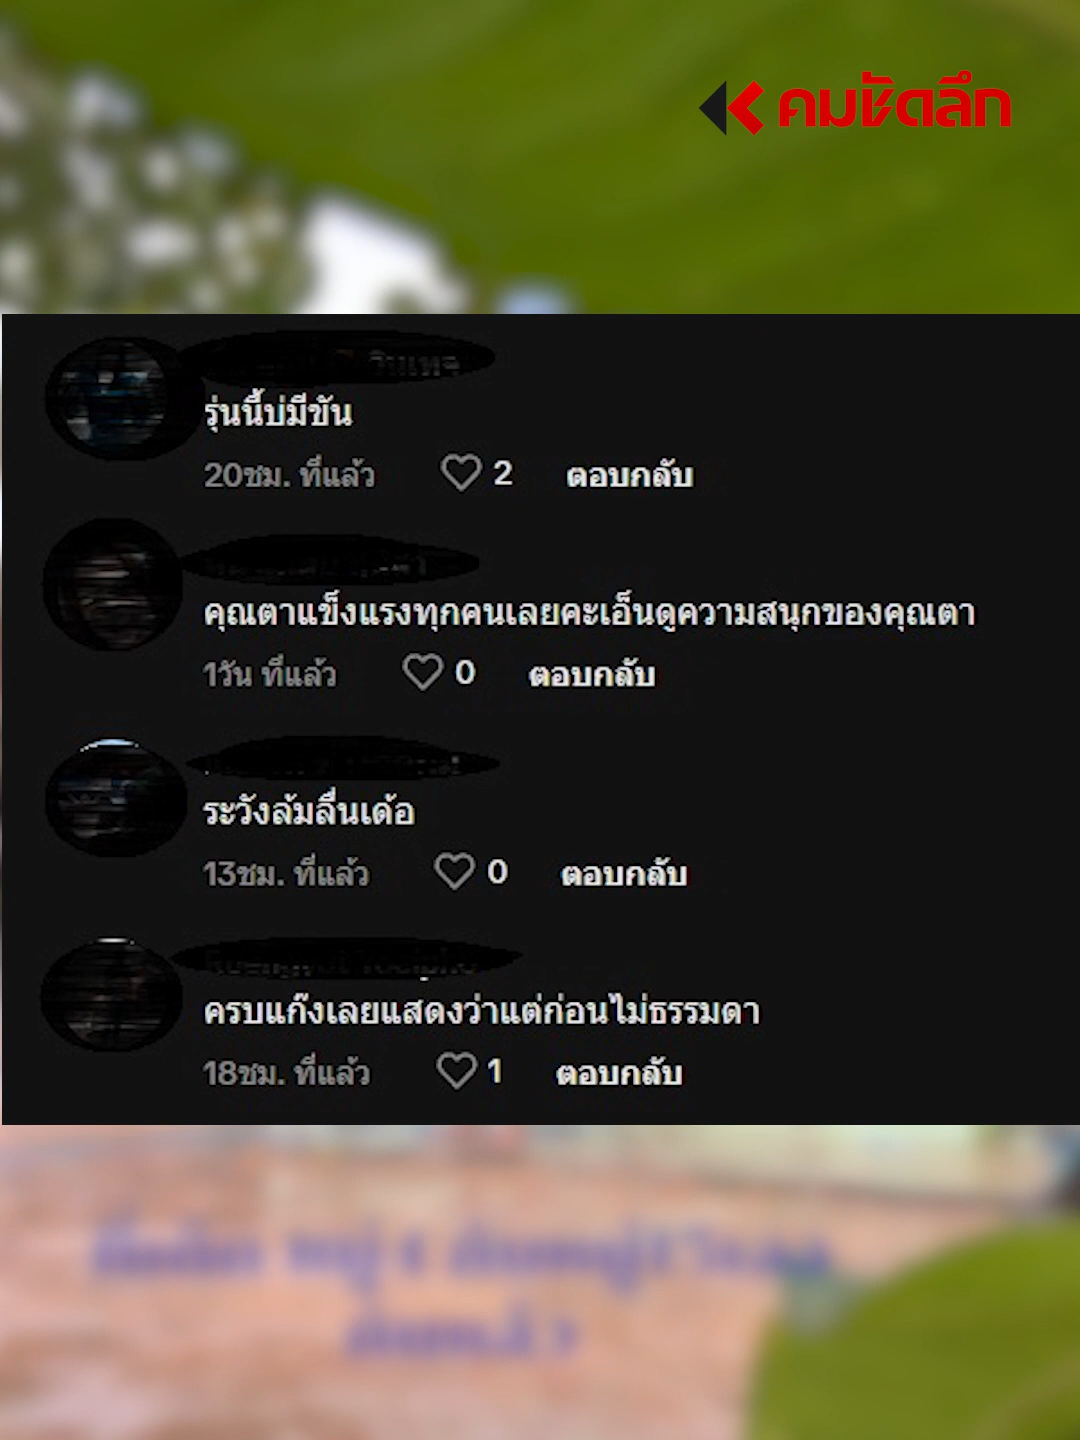 คมชัดลึก
รุ่นนี้บ่มีขัน
20ชม. ที่แล้ว 2 ตอบกลับ
คุณตาแข็งแรงทุกคนเลยคะเอ็นดูความสนุกของคุณตา
1วัน ที่แล้ว 0 ตอบกลับ
ระวังล้มลื่นเด้อ
13ชม. ที่แล้ว 0 ตอบกลับ
ครบแก๊งเลยแสดงว่าแต่ก่อนไม่ธรรมดา
18ชม. ที่แล้ว 1 ตอบกลับ